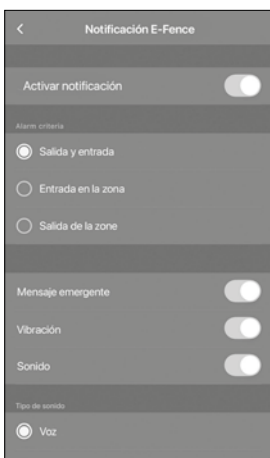 Notificación E-Fence
Activar notificación
Alarm criteria
Salida y entrada
Entrada en la zona
Salida de la zone
Mensaje emergente
Vibración
Sonido
Tipo de sonido
Voz